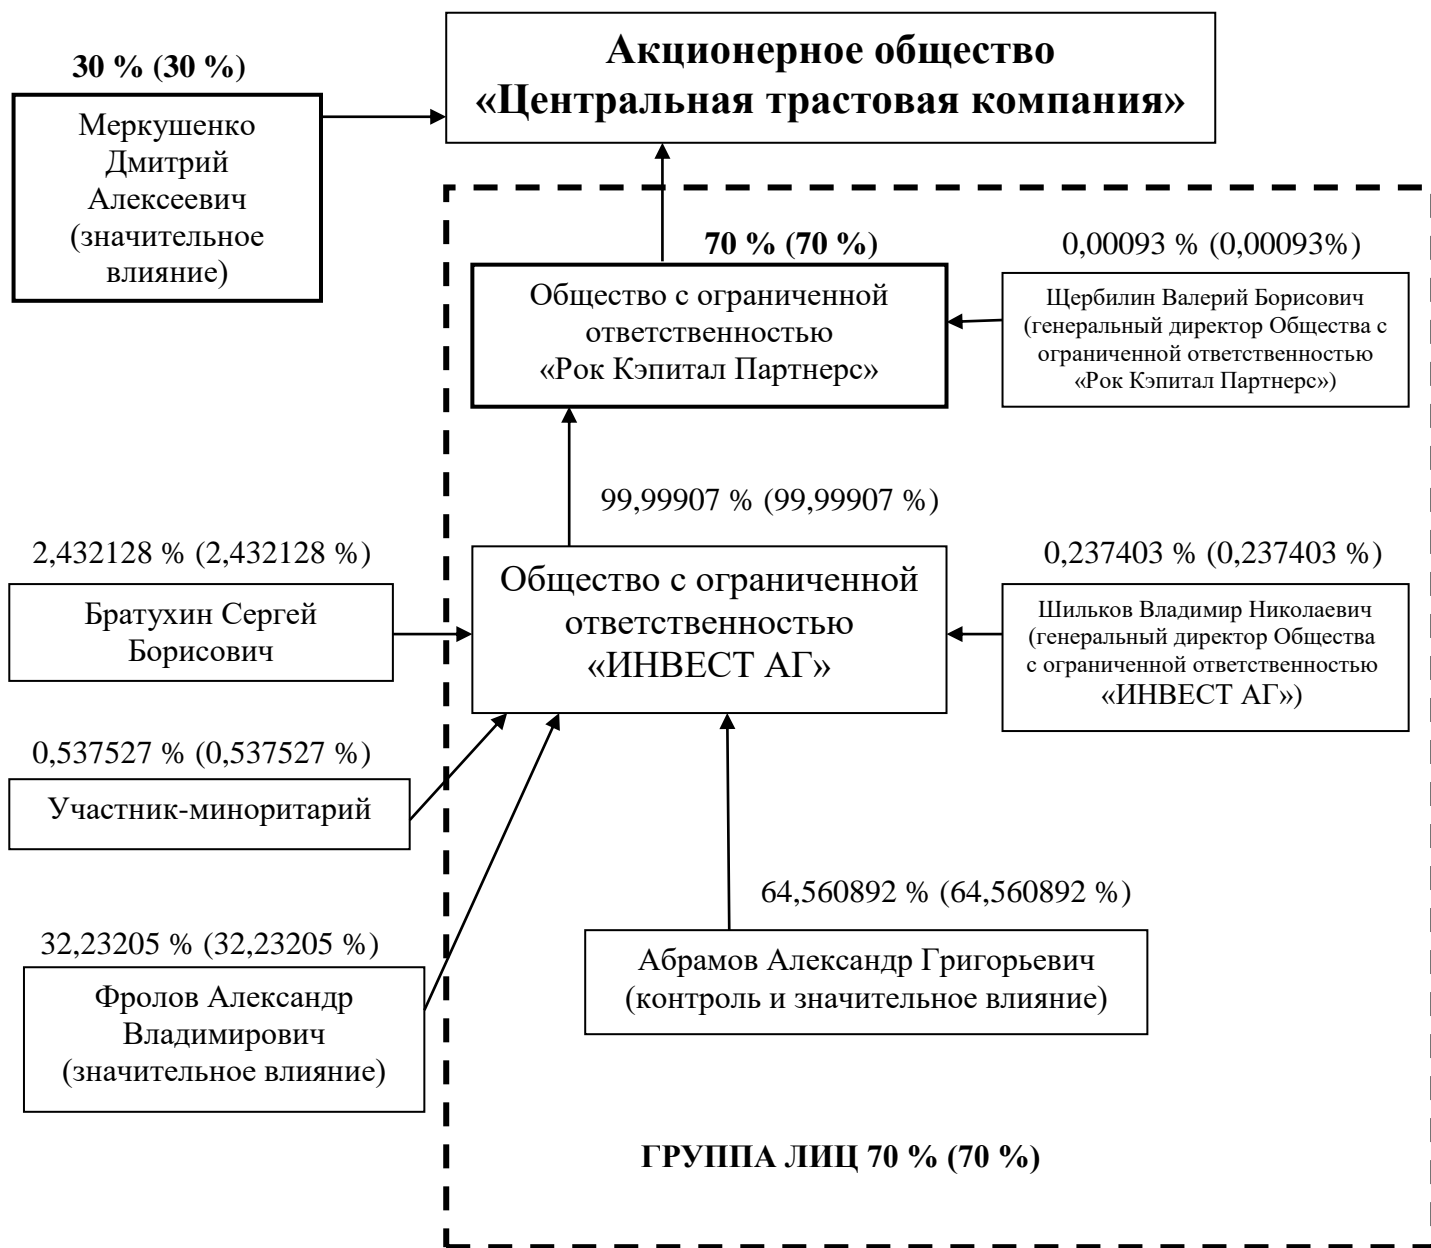 Акционерное общество
«Центральная трастовая компания»
30 % (30 %)
Меркушенко
Дмитрий
Алексеевич
(значительное
влияние)
70 % (70 %)
Общество с ограниченной
ответственностью
«Рок Кэпитал Партнерс»
0,00093 % (0,00093%)
Щербилин Валерий Борисович
(генеральный директор Общества с
ограниченной ответственностью
«Рок Кэпитал Партнерс»)
99,99907 % (99,99907 %)
2,432128 % (2,432128 %)
Братухин Сергей
Борисович
Общество с ограниченной
ответственностью
«ИНВЕСТ АГ»
0,237403 % (0,237403 %)
Шильков Владимир Николаевич
(генеральный директор Общества
с ограниченной ответственностью
«ИНВЕСТ АГ»)
0,537527 % (0,537527 %)
Участник-миноритарий
64,560892 % (64,560892 %)
Абрамов Александр Григорьевич
(контроль и значительное влияние)
32,23205 % (32,23205 %)
Фролов Александр
Владимирович
(значительное влияние)
ГРУППА ЛИЦ 70 % (70 %)